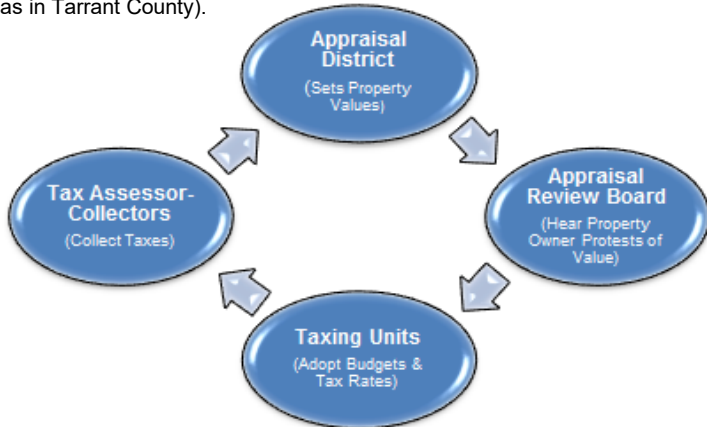 as in Tarrant County).
Appraisal
District
(Sets Property
Values)
Appraisal
Review Board
(Hear Property
Owner Protests of
Value)
Taxing Units
(Adopt Budgets &
Tax Rates)
Tax Assessor-
Collectors
(Collect Taxes)